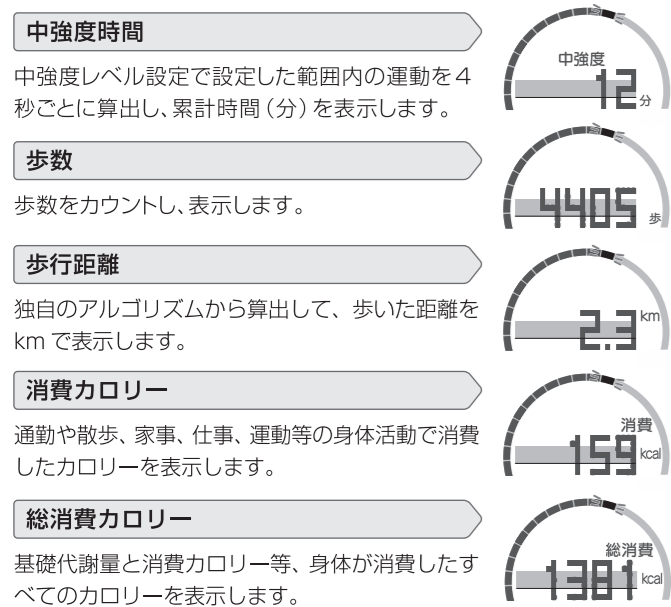 中強度時間
中強度レベル設定で設定した範囲内の運動を4
秒ごとに算出し、累計時間(分)を表示します。
中強度
12分
歩数
歩数をカウントし、表示します。
4405歩
歩行距離
独自のアルゴリズムから算出して、歩いた距離を
kmで表示します。
2.3km
消費カロリー
通勤や散歩、家事、仕事、運動等の身体活動で消費
したカロリーを表示します。
消費
159kcal
総消費カロリー
基礎代謝量と消費カロリー等、身体が消費したす
べてのカロリーを表示します。
総消費
1381kcal